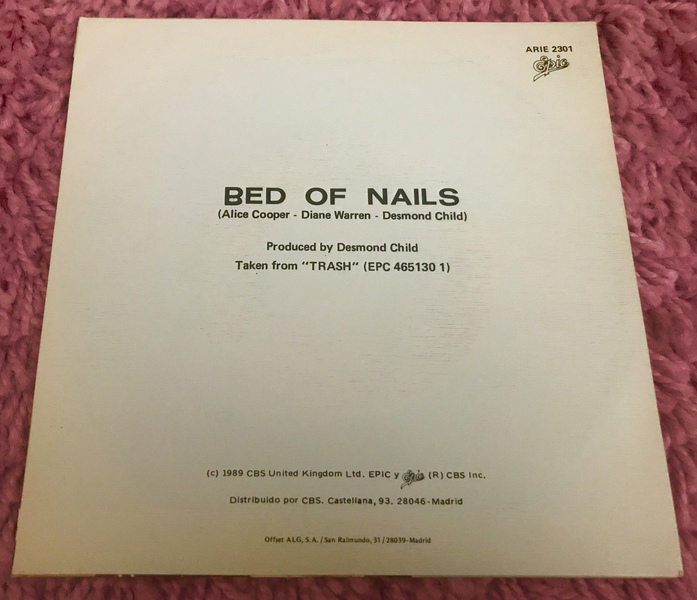 ARIE 2301
Epic
BED OF NAILS
(Alice Cooper - Diane Warren - Desmond Child)
Produced by Desmond Child
Taken from "TRASH" (EPC 465130 1)
(c) 1989 CBS United Kingdom Ltd. EPIC y Epic (R) CBS Inc.
Distribuido por CBS. Castellana, 93. 28046-Madrid
Offset ALG, S.A. / San Raimundo, 31 / 28039-Madrid